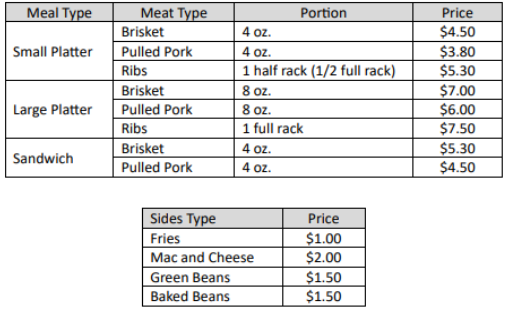 Meal Type Meat Type Portion Price
Brisket 4 oz. $4.50
Small Platter Pulled Pork 4 oz. $3.80
Ribs 1 half rack (1/2 full rack) $5.30
Brisket 8 oz. $7.00
Large Platter Pulled Pork 8 oz. $6.00
Ribs 1 full rack $7.50
Sandwich Brisket 4 oz. $5.30
Pulled Pork 4 oz. $4.50
Sides Type Price
Fries $1.00
Mac and Cheese $2.00
Green Beans $1.50
Baked Beans $1.50